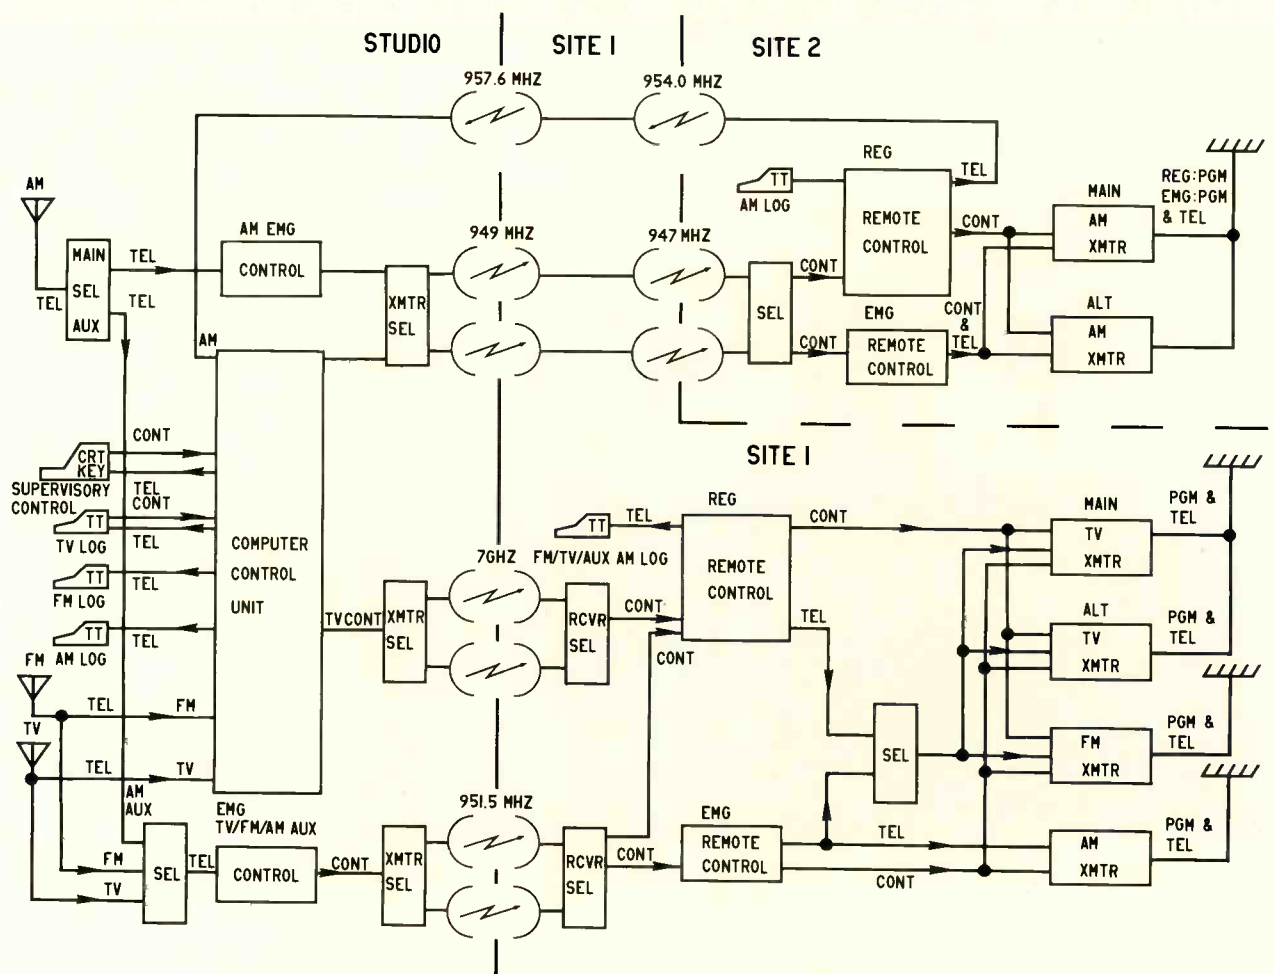 STUDIO
SITE I
SITE 2
957.6 MHZ
954.0 MHZ
REG
TEL
TT
AM LOG
REMOTE
CONTROL
CONT
MAIN
AM
XMTR
REG:PGM
EMG:PGM
& TEL
AM
MAIN
SEL
AUX
TEL
TEL
TEL
AM EMG
CONTROL
XMTR
SEL
949 MHZ
947 MHZ
SEL
CONT
CONT
EMG
REMOTE
CONTROL
CONT
&
TEL
ALT
AM
XMTR
AM
COMPUTER
CONTROL
UNIT
CONT
CRT
KEY
SUPERVISORY
CONTROL
TEL
CONT
TT
TV LOG
TEL
TT
FM LOG
TEL
TT
AM LOG
TEL
FM
TEL
FM
TV
TEL
TV
AM
AUX
FM
TV
SEL
TEL
EMG
TV/FM/AM AUX
CONTROL
CONT
TV CONT
XMTR
SEL
7GHZ
RCVR
SEL
CONT
CONT
XMTR
SEL
951.5 MHZ
RCVR
SEL
CONT
SITE I
REG
TT
TEL
FM/TV/AUX AM LOG
REMOTE
CONTROL
CONT
TEL
SEL
EMG
REMOTE
CONTROL
TEL
CONT
MAIN
TV
XMTR
PGM &
TEL
ALT
TV
XMTR
PGM &
TEL
FM
XMTR
PGM &
TEL
AM
XMTR
PGM &
TEL